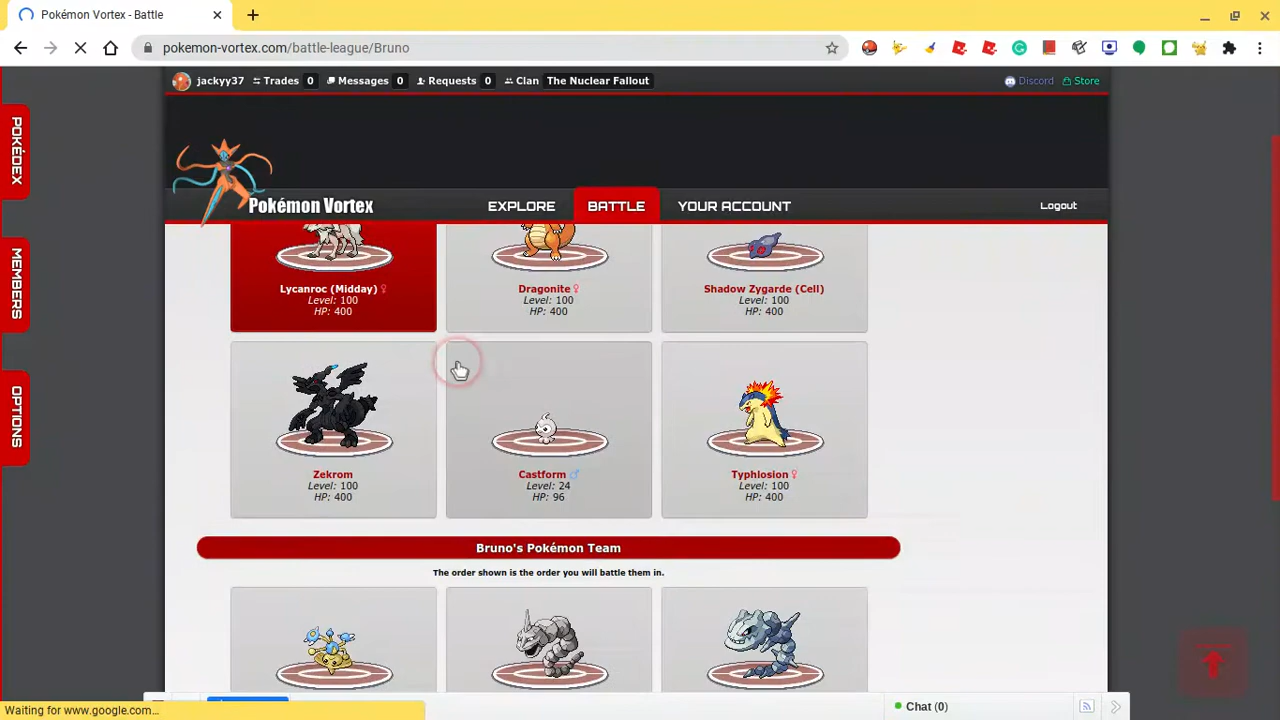 Pokémon Vortex - Battle
pokemon-vortex.com/battle-league/Bruno
jackyy37 Trades 0 Messages 0 Requests 0 Clan The Nuclear Fallout Discord Store
POKÉDEX
MEMBERS
OPTIONS
Pokémon Vortex
EXPLORE BATTLE YOUR ACCOUNT Logout
Lycanroc (Midday) ♀
Level: 100
HP: 400
Dragonite ♀
Level: 100
HP: 400
Shadow Zygarde (Cell)
Level: 100
HP: 400
Zekrom
Level: 100
HP: 400
Castform ♂
Level: 24
HP: 96
Typhlosion ♀
Level: 100
HP: 400
Bruno's Pokémon Team
The order shown is the order you will battle them in.
Chat (0)
Waiting for www.google.com...